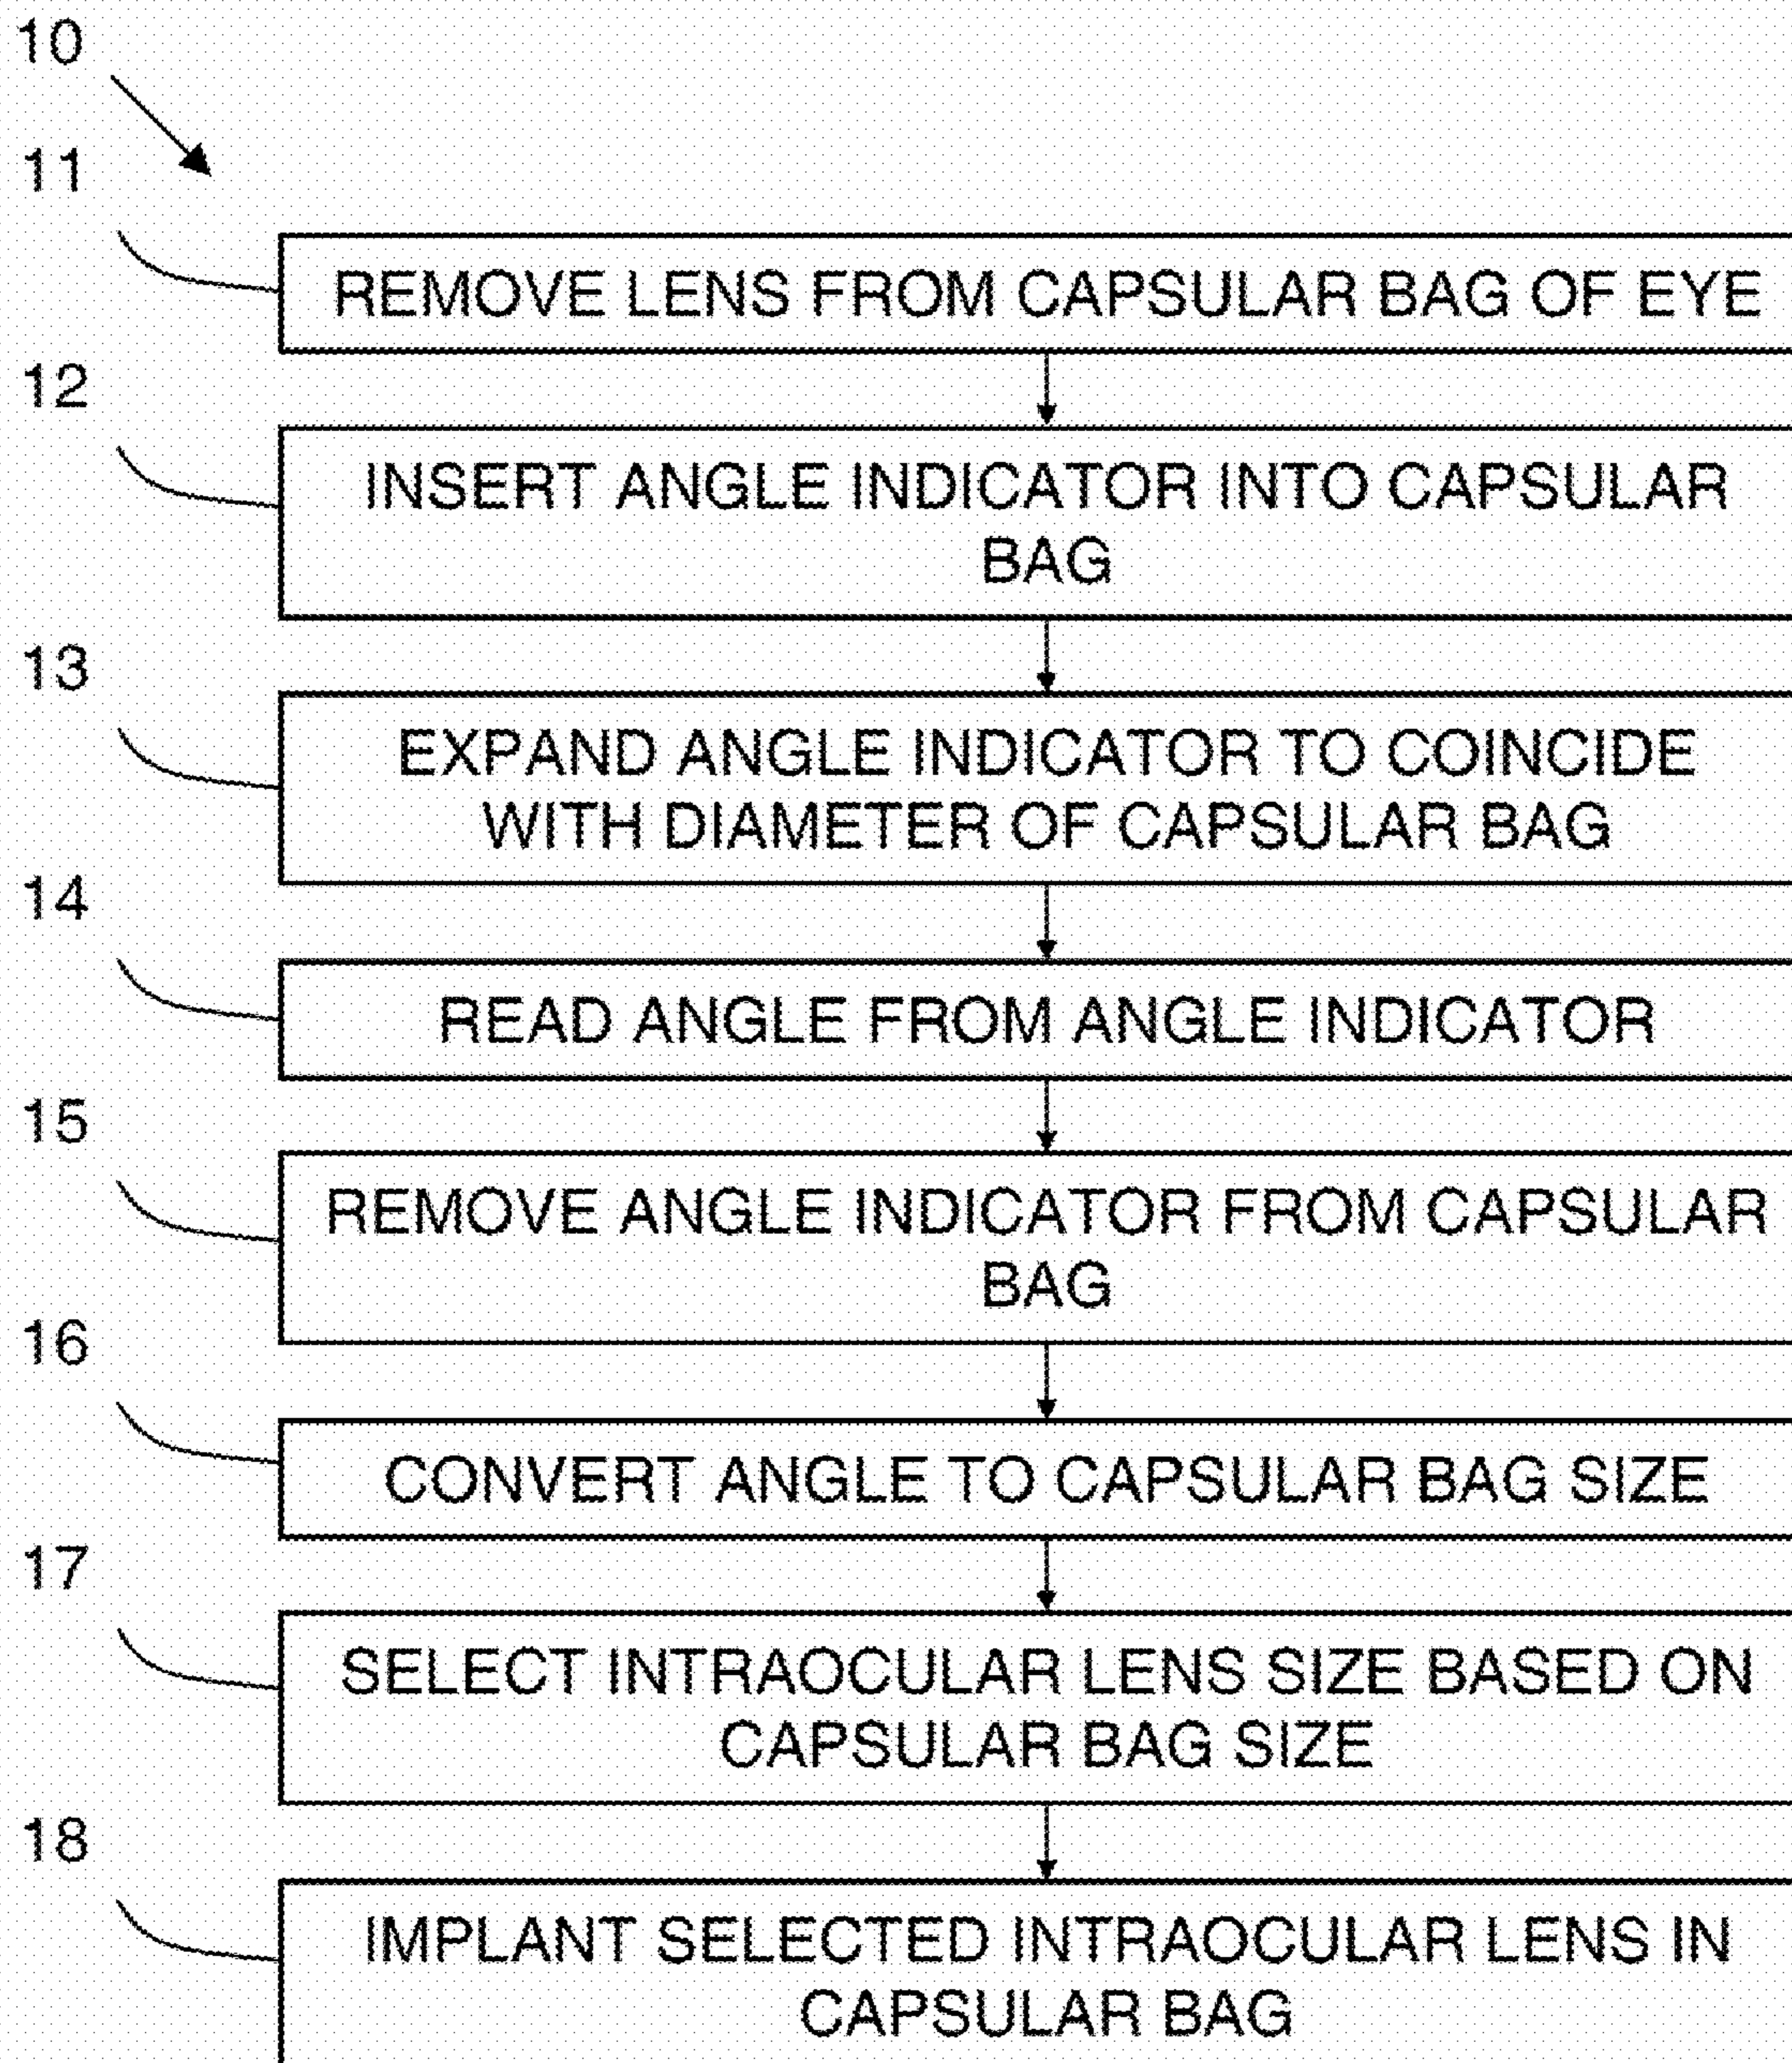 10
11
REMOVE LENS FROM CAPSULAR BAG OF EYE
12
INSERT ANGLE INDICATOR INTO CAPSULAR
BAG
13
EXPAND ANGLE INDICATOR TO COINCIDE
WITH DIAMETER OF CAPSULAR BAG
14
READ ANGLE FROM ANGLE INDICATOR
15
REMOVE ANGLE INDICATOR FROM CAPSULAR
BAG
16
CONVERT ANGLE TO CAPSULAR BAG SIZE
17
SELECT INTRAOCULAR LENS SIZE BASED ON
CAPSULAR BAG SIZE
18
IMPLANT SELECTED INTRAOCULAR LENS IN
CAPSULAR BAG